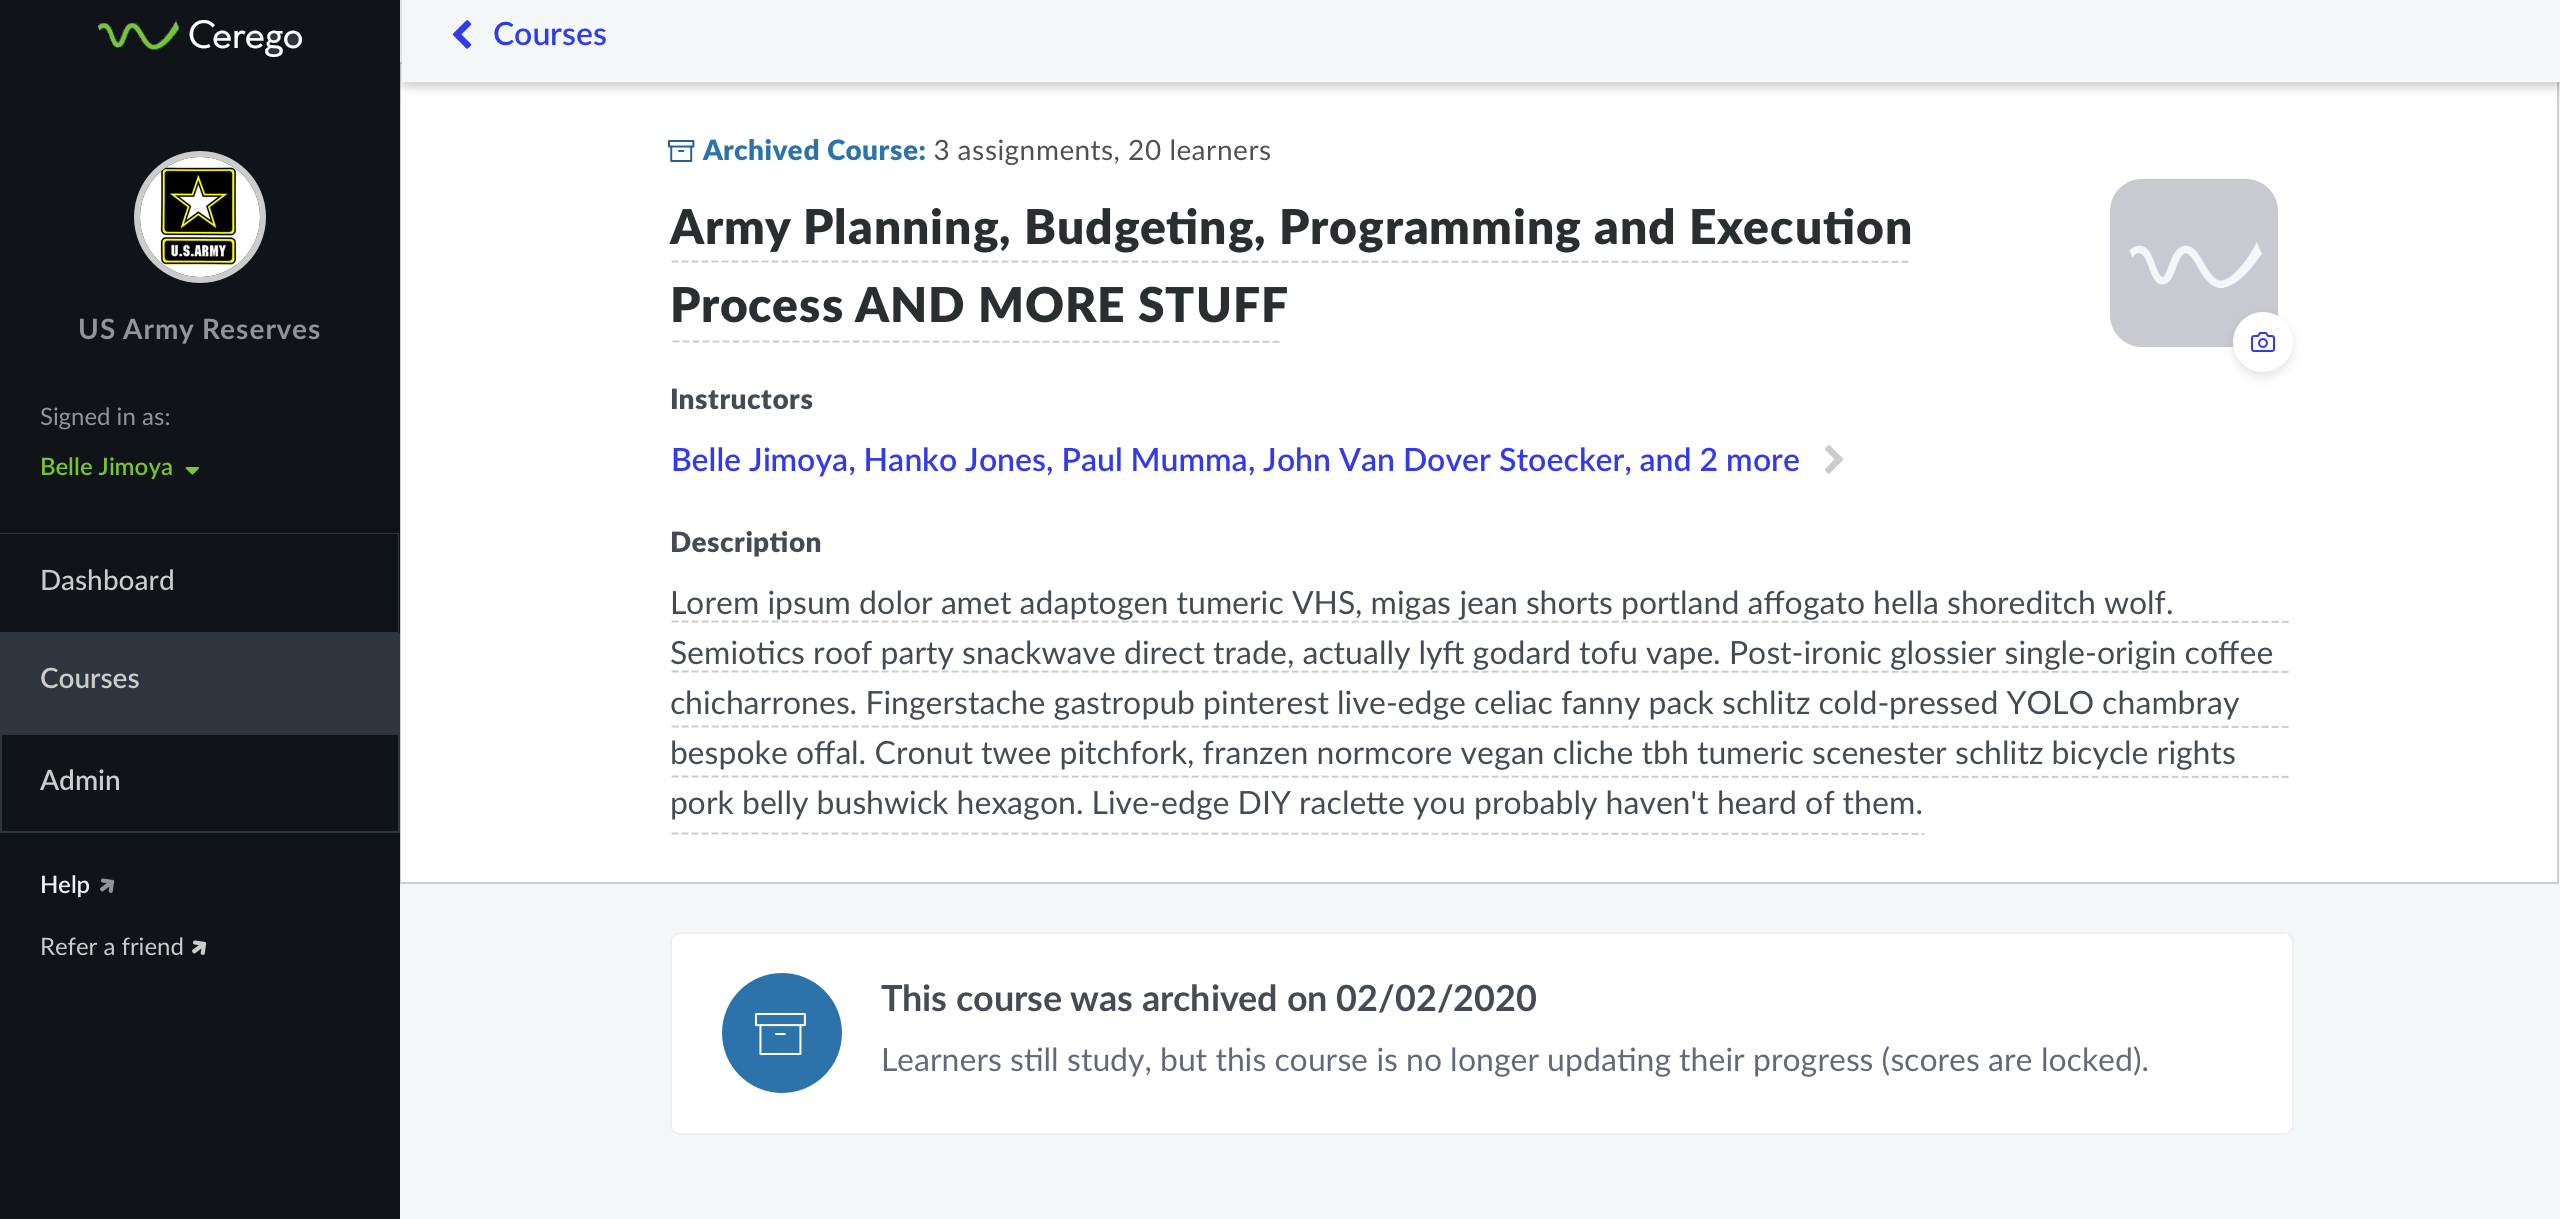 Cerego
U.S.ARMY
US Army Reserves
Signed in as:
Belle Jimoya
Dashboard
Courses
Admin
Help
Refer a friend
Courses
Archived Course: 3 assignments, 20 learners
Army Planning, Budgeting, Programming and Execution
Process AND MORE STUFF
Instructors
Belle Jimoya, Hanko Jones, Paul Mumma, John Van Dover Stoecker, and 2 more
Description
Lorem ipsum dolor amet adaptogen tumeric VHS, migas jean shorts portland affogato hella shoreditch wolf.
Semiotics roof party snackwave direct trade, actually lyft godard tofu vape. Post-ironic glossier single-origin coffee
chicharrones. Fingerstache gastropub pinterest live-edge celiac fanny pack schlitz cold-pressed YOLO chambray
bespoke offal. Cronut twee pitchfork, franzen normcore vegan cliche tbh tumeric scenester schlitz bicycle rights
pork belly bushwick hexagon. Live-edge DIY raclette you probably haven't heard of them.
This course was archived on 02/02/2020
Learners still study, but this course is no longer updating their progress (scores are locked).